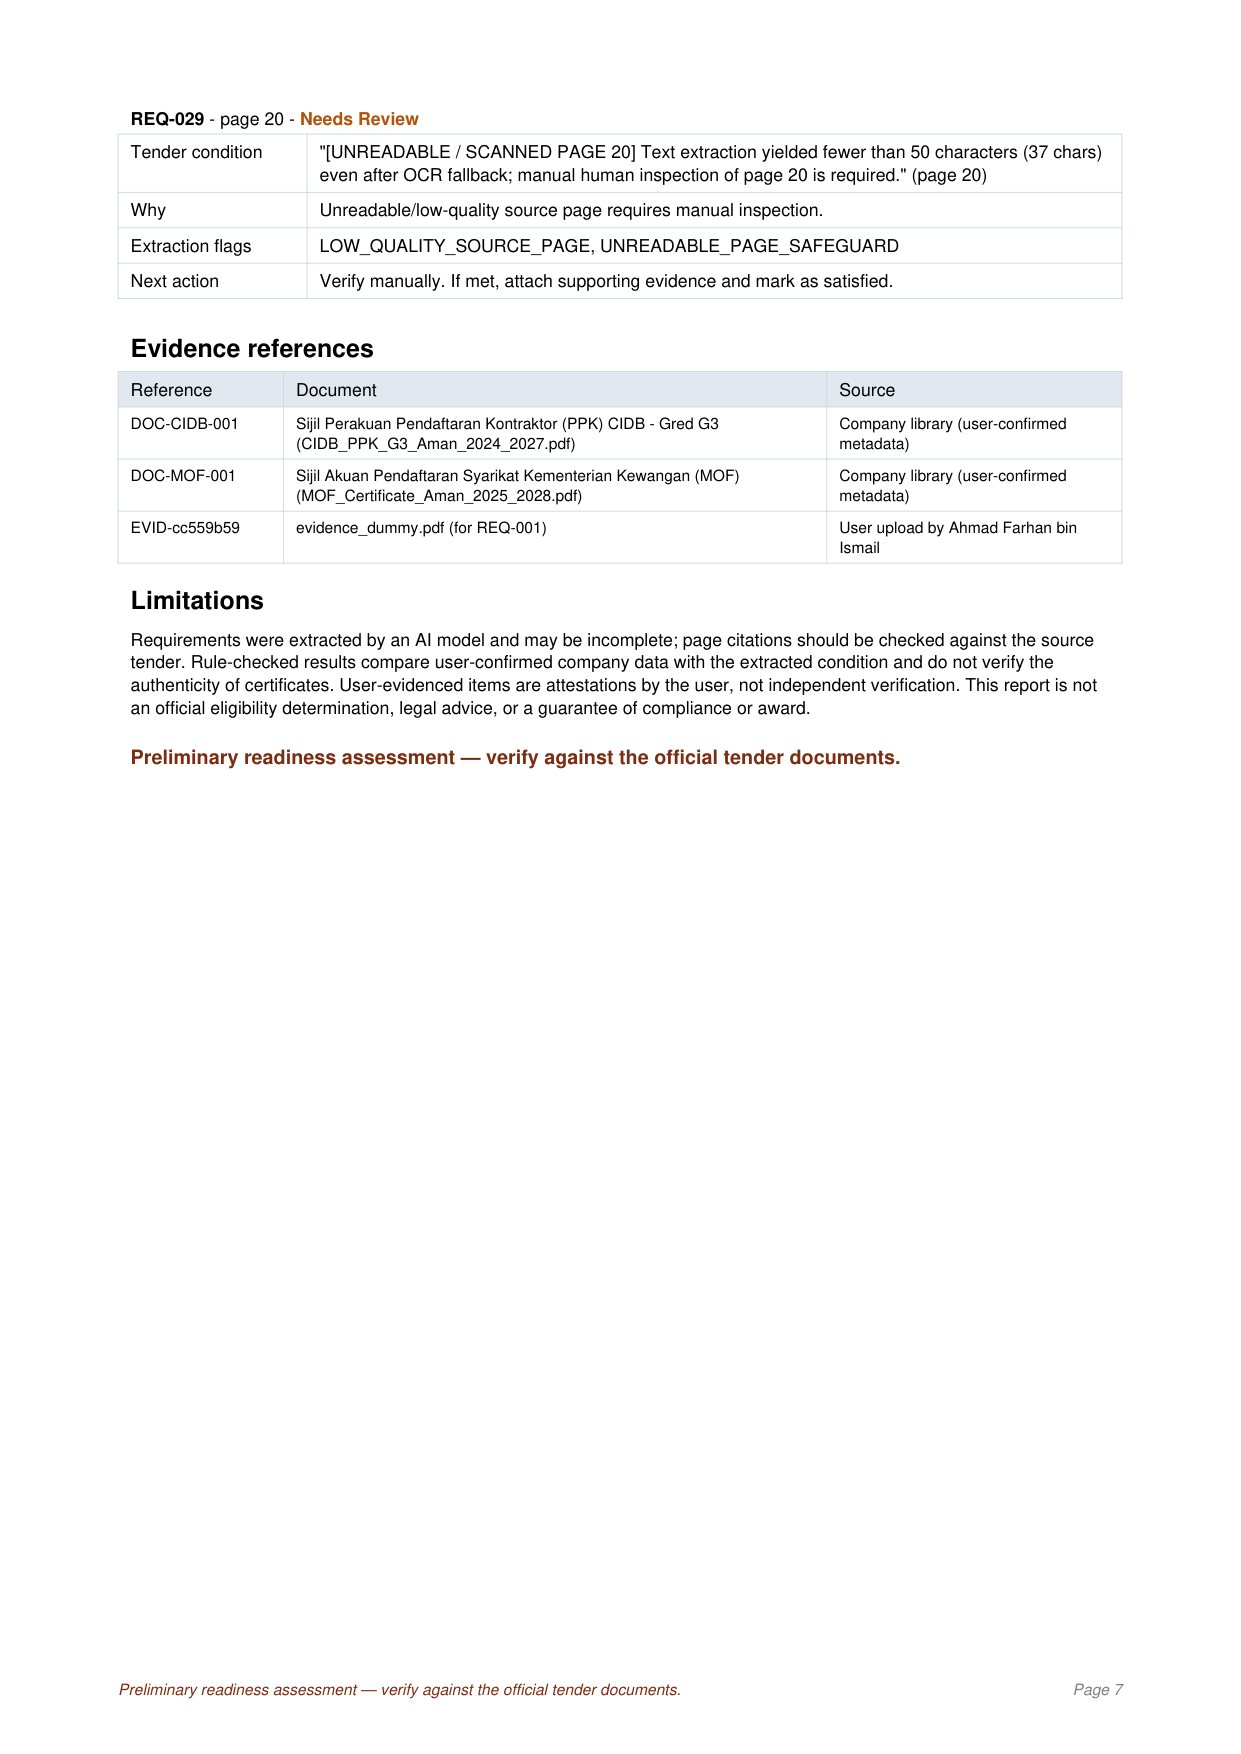 REQ-029 - page 20 - Needs Review
Tender condition
"[UNREADABLE / SCANNED PAGE 20] Text extraction yielded fewer than 50 characters (37 chars)
even after OCR fallback; manual human inspection of page 20 is required." (page 20)
Why
Unreadable/low-quality source page requires manual inspection.
Extraction flags
LOW_QUALITY_SOURCE_PAGE, UNREADABLE_PAGE_SAFEGUARD
Next action
Verify manually. If met, attach supporting evidence and mark as satisfied.
Evidence references
Reference
Document
Source
DOC-CIDB-001
Sijil Perakuan Pendaftaran Kontraktor (PPK) CIDB - Gred G3
(CIDB_PPK_G3_Aman_2024_2027.pdf)
Company library (user-confirmed
metadata)
DOC-MOF-001
Sijil Akuan Pendaftaran Syarikat Kementerian Kewangan (MOF)
(MOF_Certificate_Aman_2025_2028.pdf)
Company library (user-confirmed
metadata)
EVID-cc559b59
evidence_dummy.pdf (for REQ-001)
User upload by Ahmad Farhan bin
Ismail
Limitations
Requirements were extracted by an AI model and may be incomplete; page citations should be checked against the source
tender. Rule-checked results compare user-confirmed company data with the extracted condition and do not verify the
authenticity of certificates. User-evidenced items are attestations by the user, not independent verification. This report is not
an official eligibility determination, legal advice, or a guarantee of compliance or award.
Preliminary readiness assessment — verify against the official tender documents.
Preliminary readiness assessment — verify against the official tender documents.
Page 7